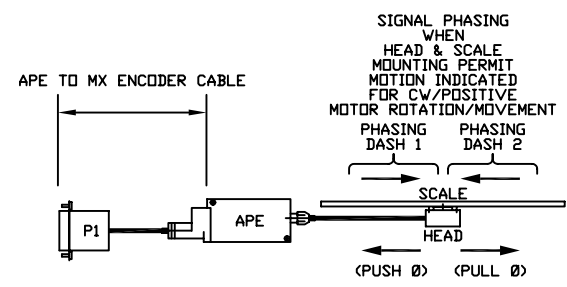 SIGNAL PHASING
WHEN
HEAD & SCALE
MOUNTING PERMIT
MOTION INDICATED
FOR CW/POSITIVE
MOTOR ROTATION/MOVEMENT
APE TO MX ENCODER CABLE
PHASING
DASH 1
PHASING
DASH 2
SCALE
P1
APE
HEAD
(PUSH Ø)
(PULL Ø)